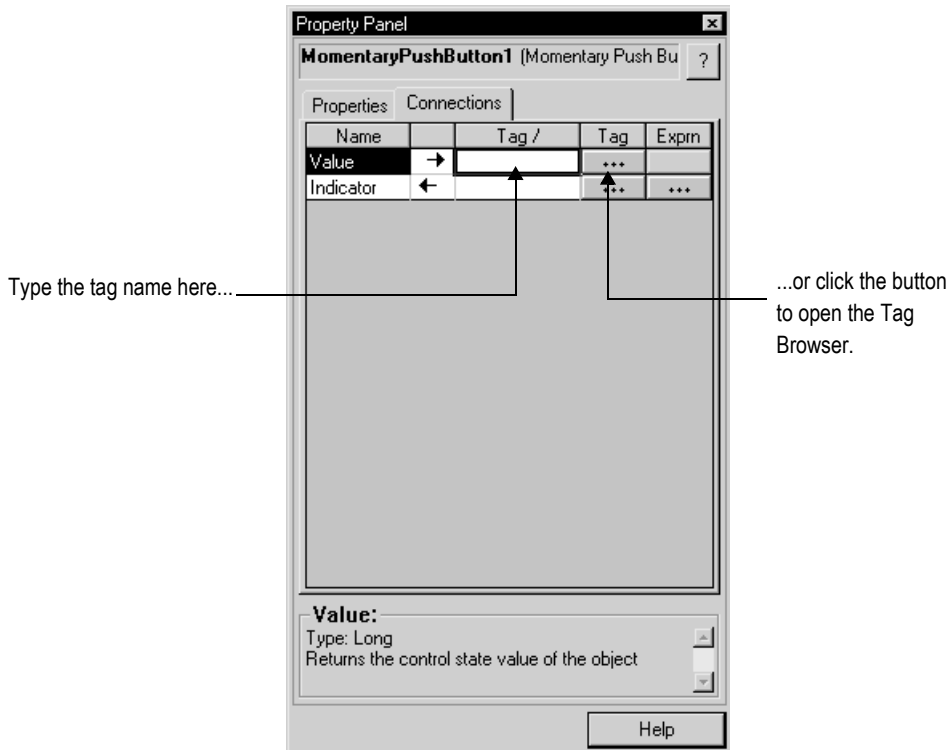 Property Panel
MomentaryPushButton1 (Momentary Push Bu
?
Properties Connections
Name Tag / Tag Exprn
Value ...
Indicator ... ...
Type the tag name here...
...or click the button
to open the Tag
Browser.
Value:
Type: Long
Returns the control state value of the object
Help